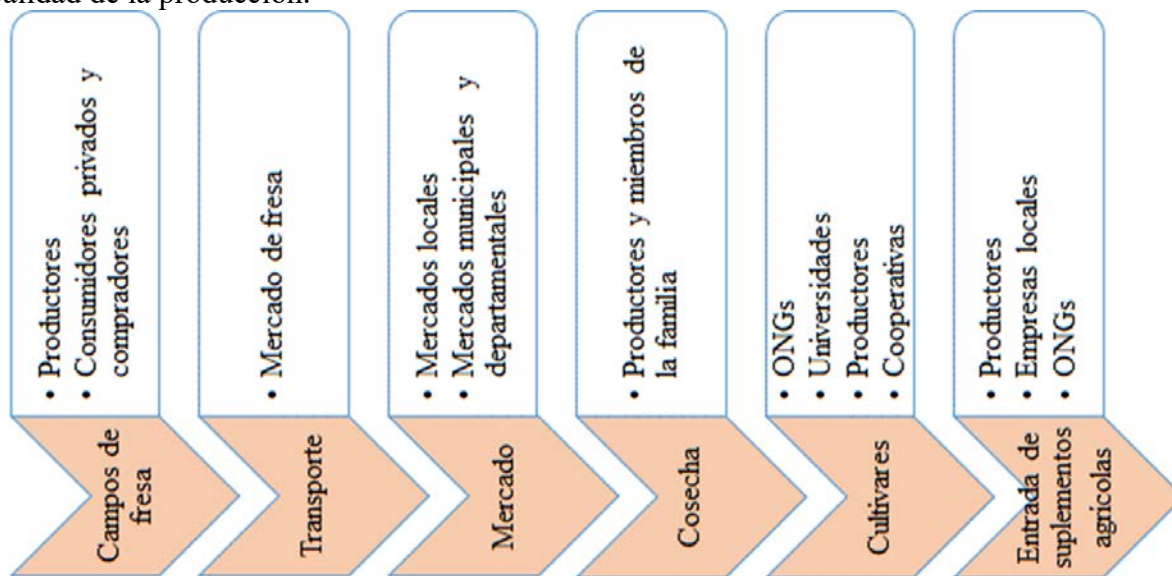 calidad de la producción.
Campos de
fresa
• Productores
• Consumidores privados y
compradores
Transporte
• Mercado de fresa
Mercado
• Mercados locales
• Mercados municipales y
departamentales
Cosecha
• Productores y miembros de
la familia
Cultivares
• ONGs
• Universidades
• Productores
• Cooperativas
Entrada de
suplementos
agrícolas
• Productores
• Empresas locales
• ONGs